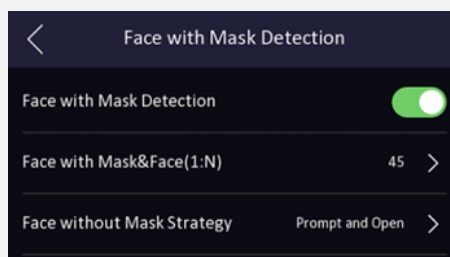 Face with Mask Detection
Face with Mask Detection
Face with Mask&Face(1:N) 45
Face without Mask Strategy Prompt and Open